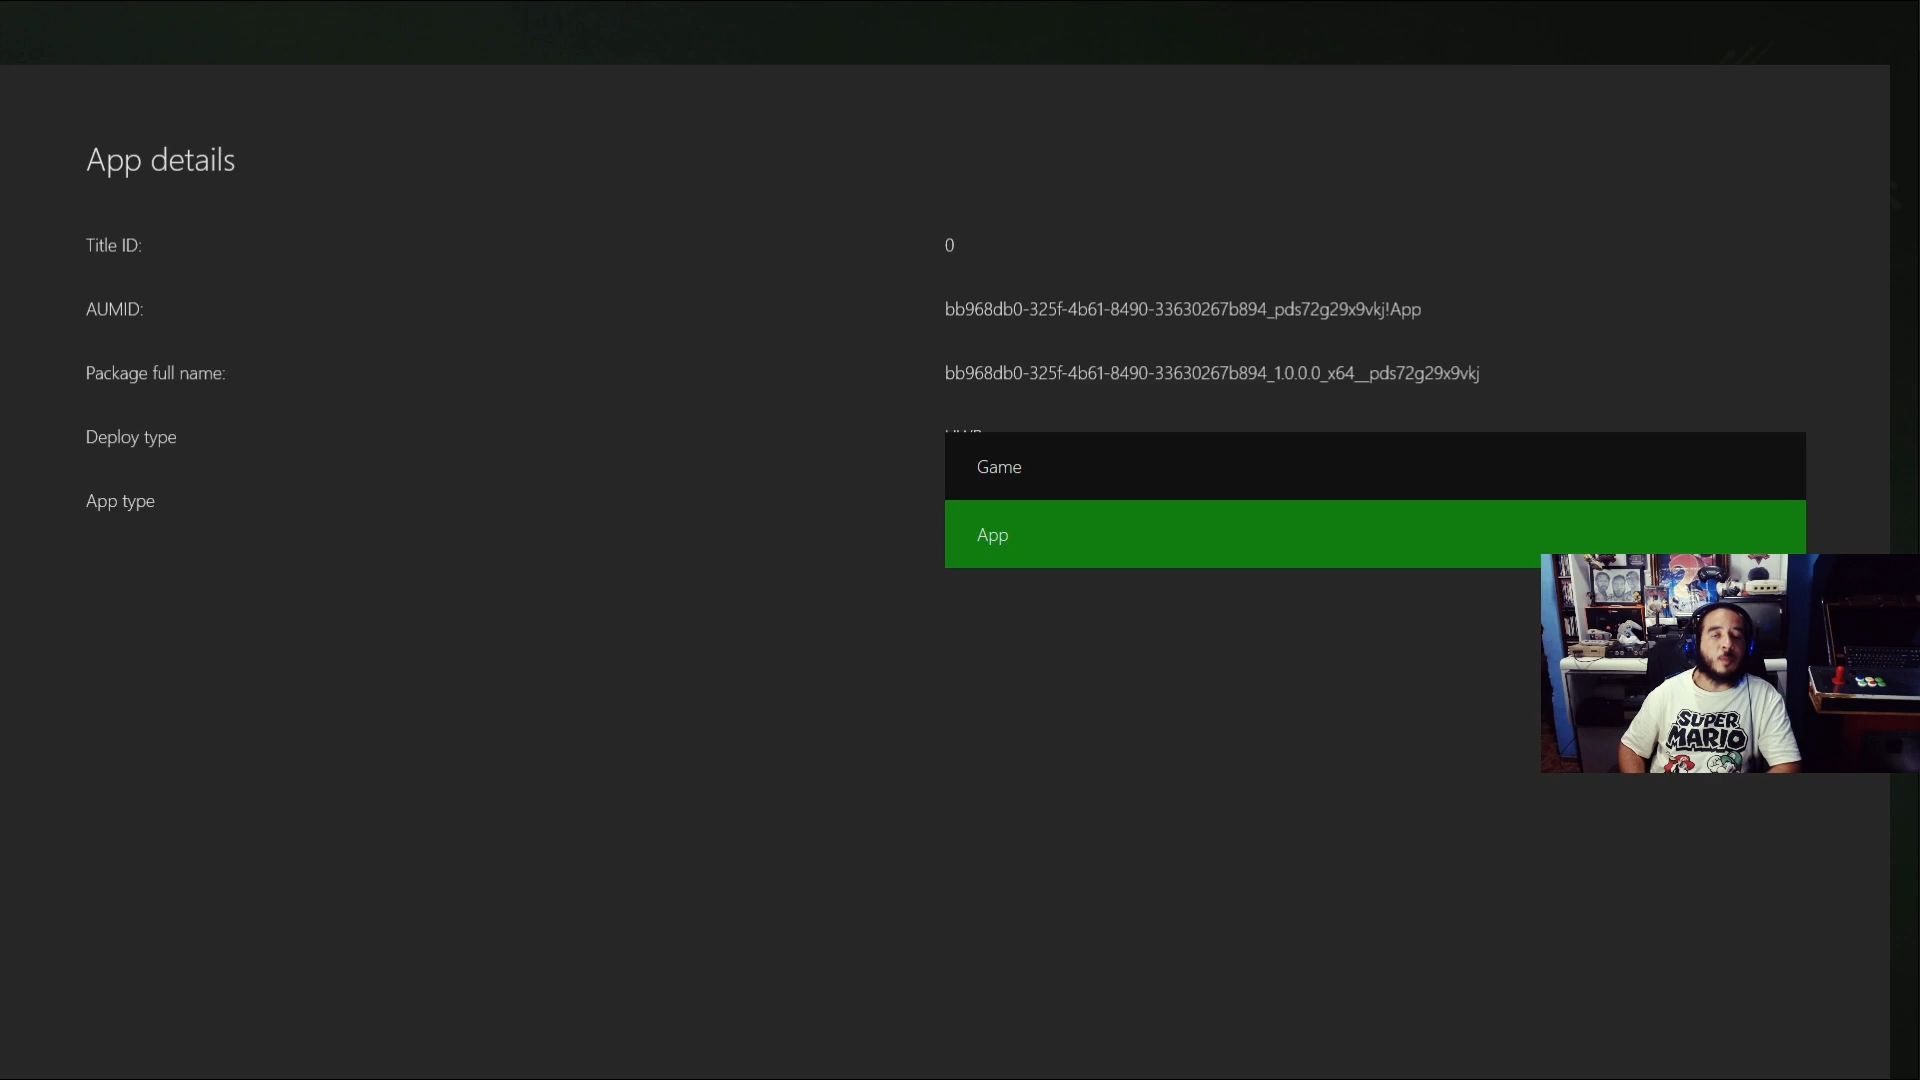 App details
Title ID:
0
AUMID:
bb968db0-325f-4b61-8490-33630267b894_pds72g29x9vkj!App
Package full name:
bb968db0-325f-4b61-8490-33630267b894_1.0.0.0_x64__pds72g29x9vkj
Deploy type
App type
Game
App
SUPER
MARIO